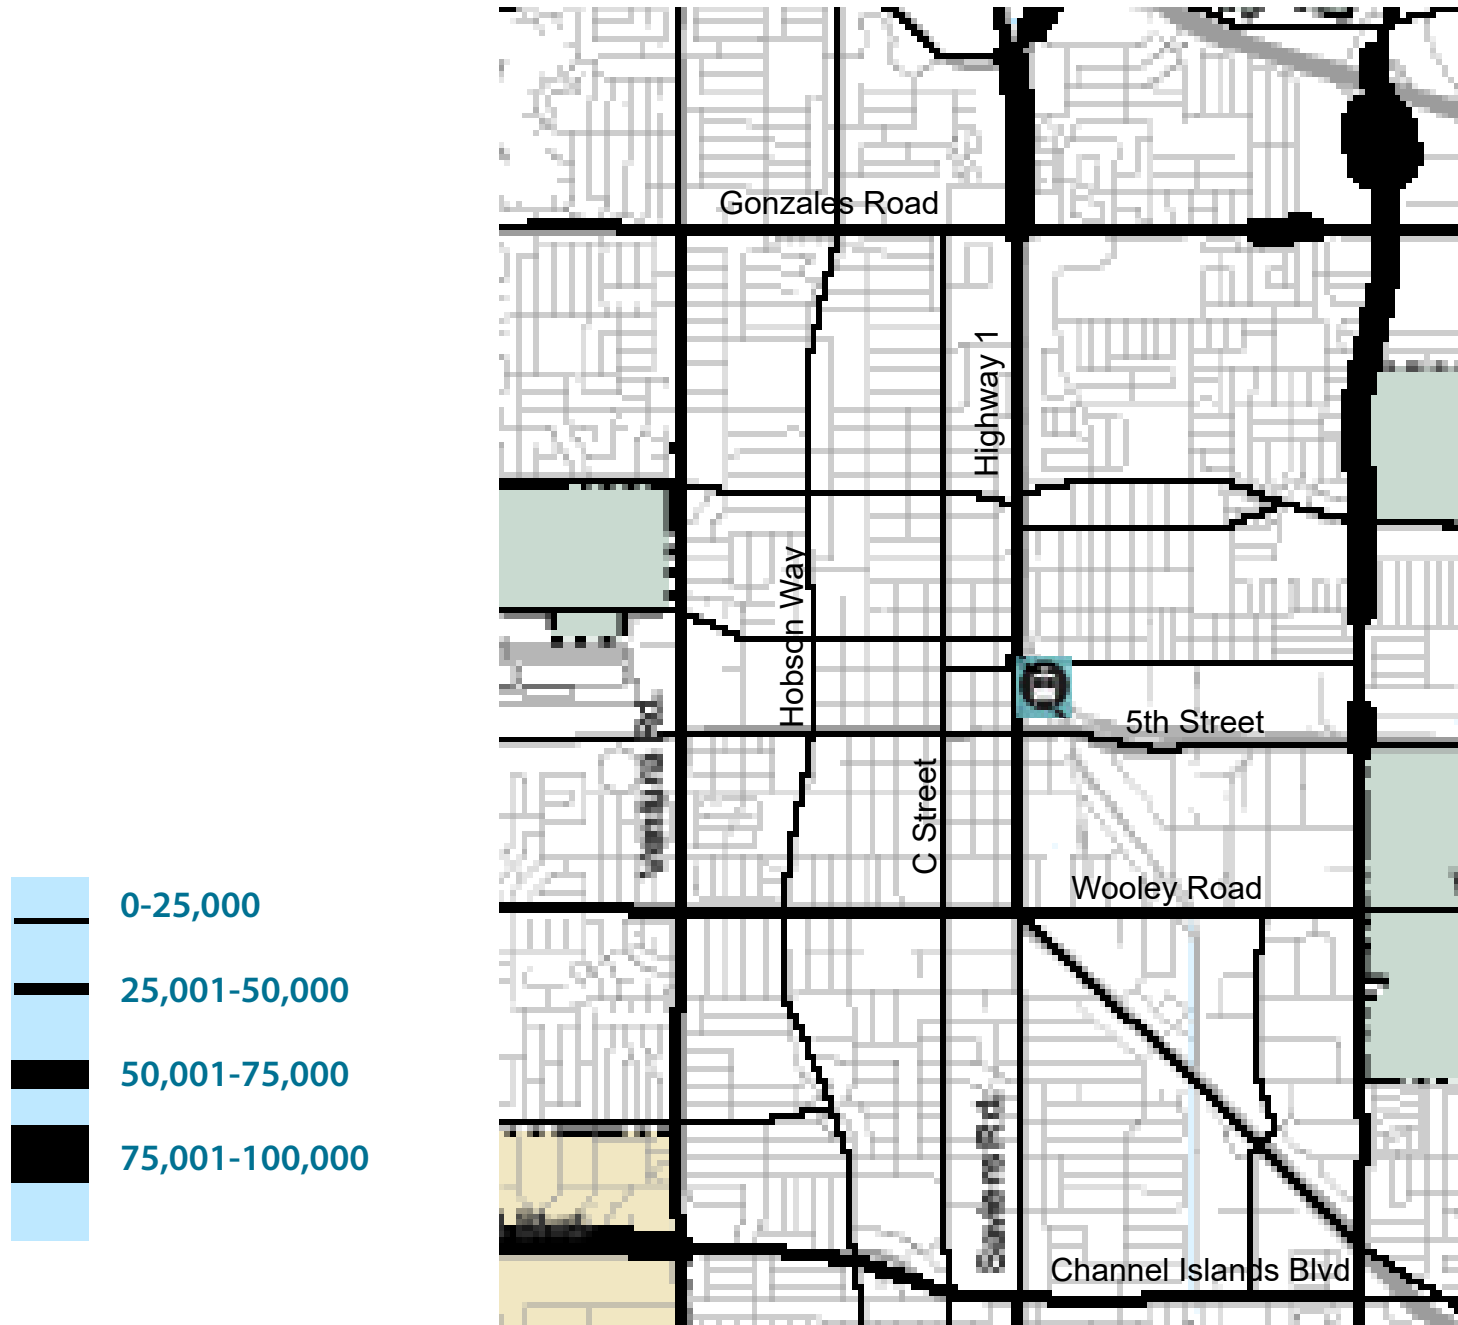 Gonzales Road
Highway 1
Hobson Way
Ventura Rd.
5th Street
C Street
Wooley Road
0-25,000
25,001-50,000
50,001-75,000
75,001-100,000
Saviers Rd.
Blvd.
Channel Islands Blvd